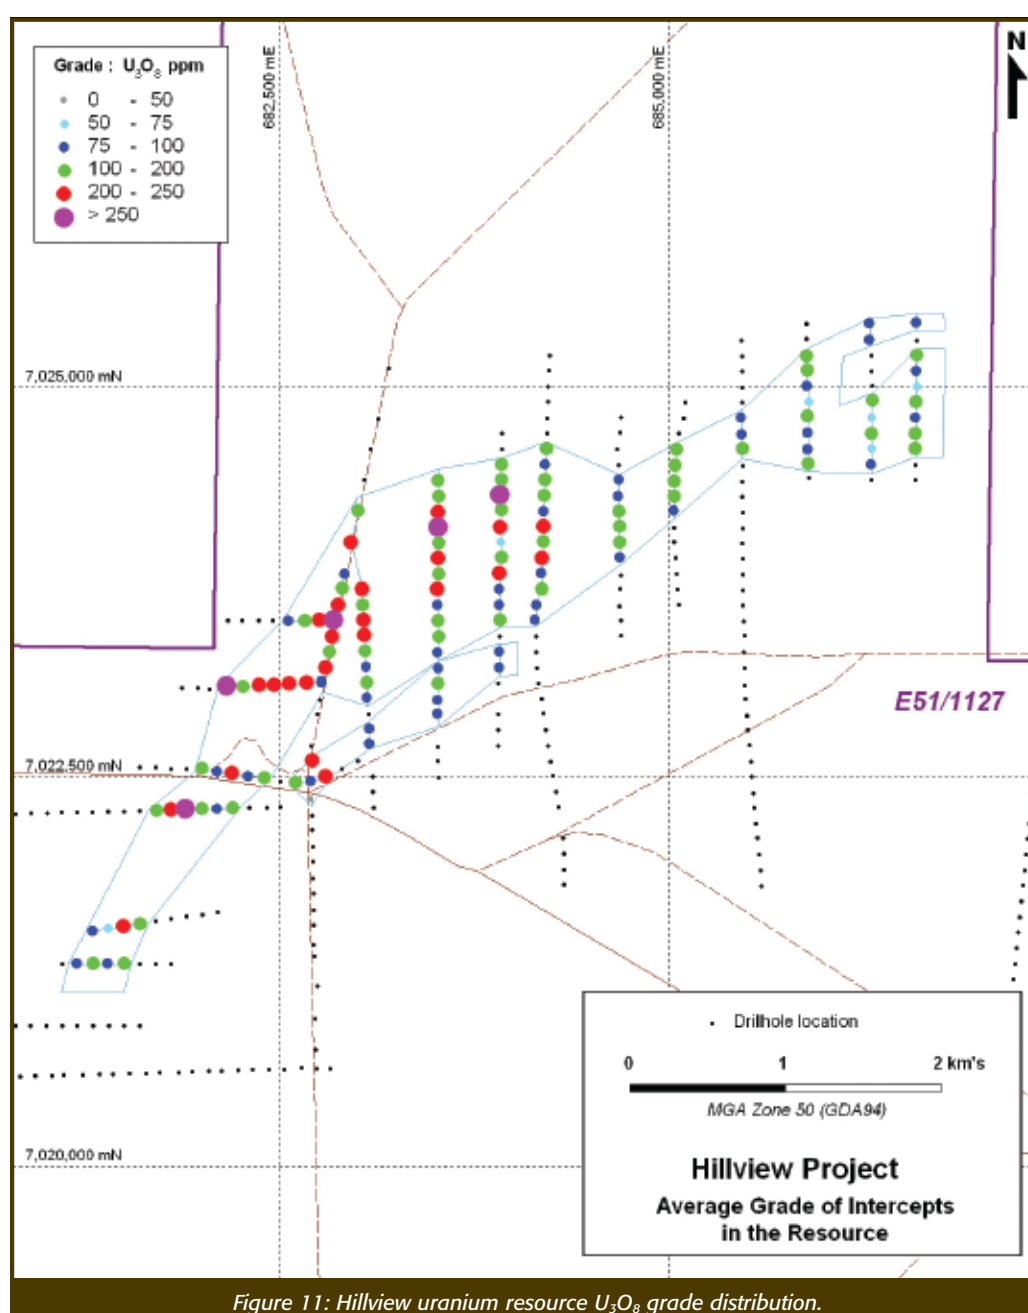 Grade : U₃O₈ ppm
0 - 50
50 - 75
75 - 100
100 - 200
200 - 250
> 250
682,500 mE
685,000 mE
N
7,025,000 mN
E51/1127
7,022,500 mN
7,020,000 mN
Drillhole location
0 1 2 km's
MGA Zone 50 (GDA94)
Hillview Project
Average Grade of Intercepts
in the Resource
Figure 11: Hillview uranium resource U₃O₈ grade distribution.